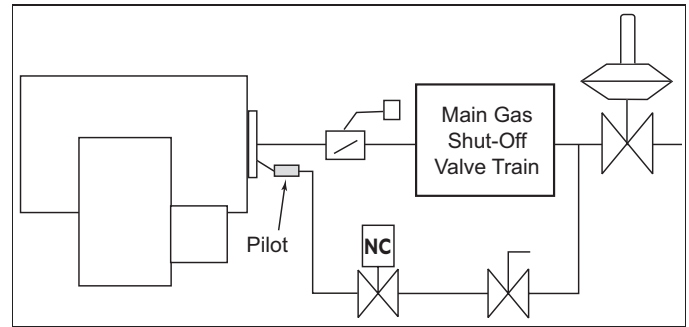 Main Gas
Shut-Off
Valve Train
Pilot
NC